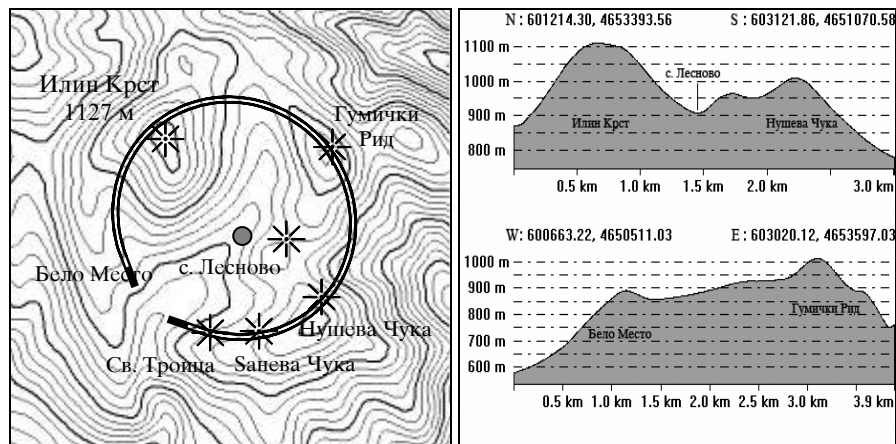 Илин Крст
1127 м
Гумички
Рид
Бело Место
с. Лесново
Нушева Чука
Св. Троица
Ѕанева Чука
N: 601214.30, 4653393.56
S: 603121.86, 4651070.58
1100 m
1000 m
900 m
800 m
с. Лесново
Илин Крст
Нушева Чука
0.5 km
1.0 km
1.5 km
2.0 km
3.0 km
W: 600663.22, 4650511.03
E: 603020.12, 4653597.03
1000 m
900 m
800 m
700 m
600 m
Гумички Рид
Бело Место
0.5 km
1.0 km
1.5 km
2.0 km
2.5 km
3.0 km
3.9 km